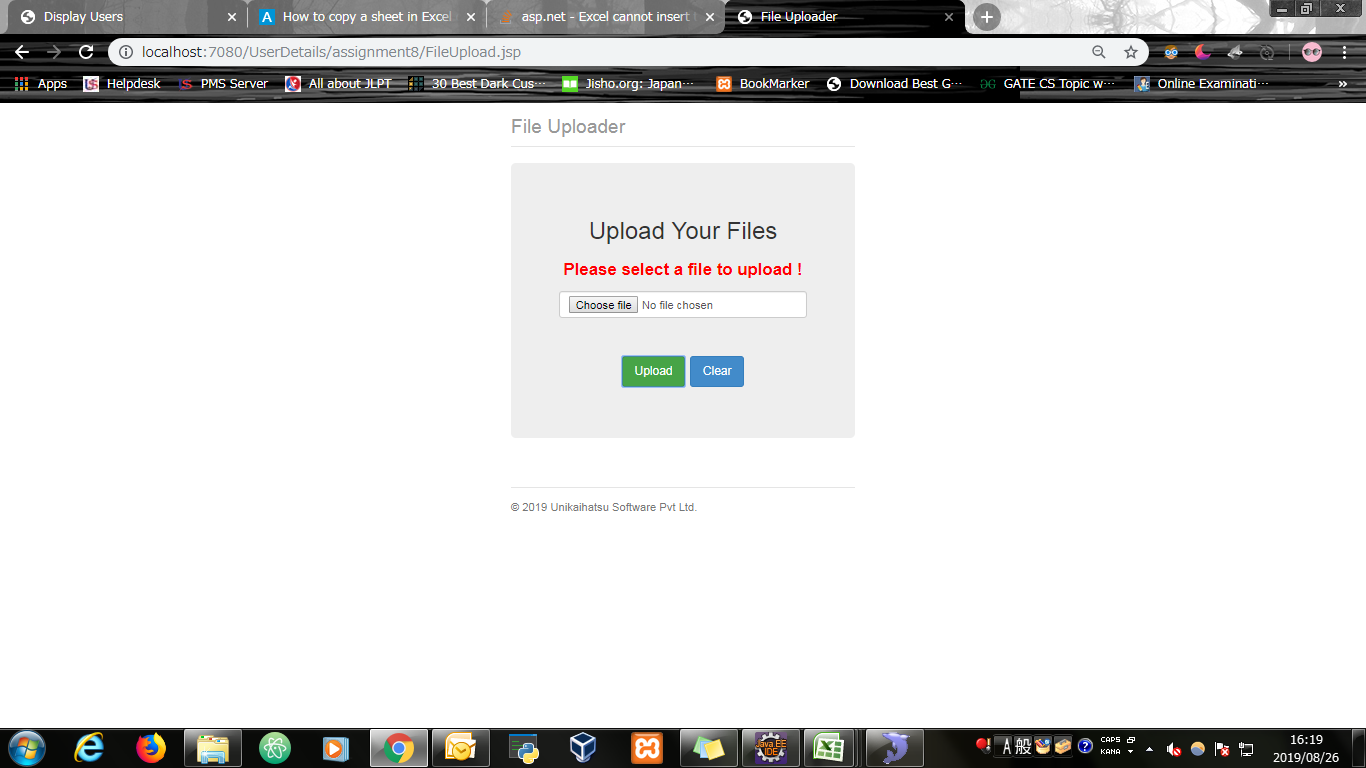 Display Users
How to copy a sheet in Excel
asp.net - Excel cannot insert
File Uploader
localhost:7080/UserDetails/assignment8/FileUpload.jsp
Apps
Helpdesk
PMS Server
All about JLPT
30 Best Dark Cus…
Jisho.org: Japan…
BookMarker
Download Best G…
GATE CS Topic w…
Online Examinati…
»
File Uploader
Upload Your Files
Please select a file to upload !
Choose file No file chosen
Upload
Clear
© 2019 Unikaihatsu Software Pvt Ltd.
Java EE
IDE
A 般
CAPS
KANA
16:19
2019/08/26